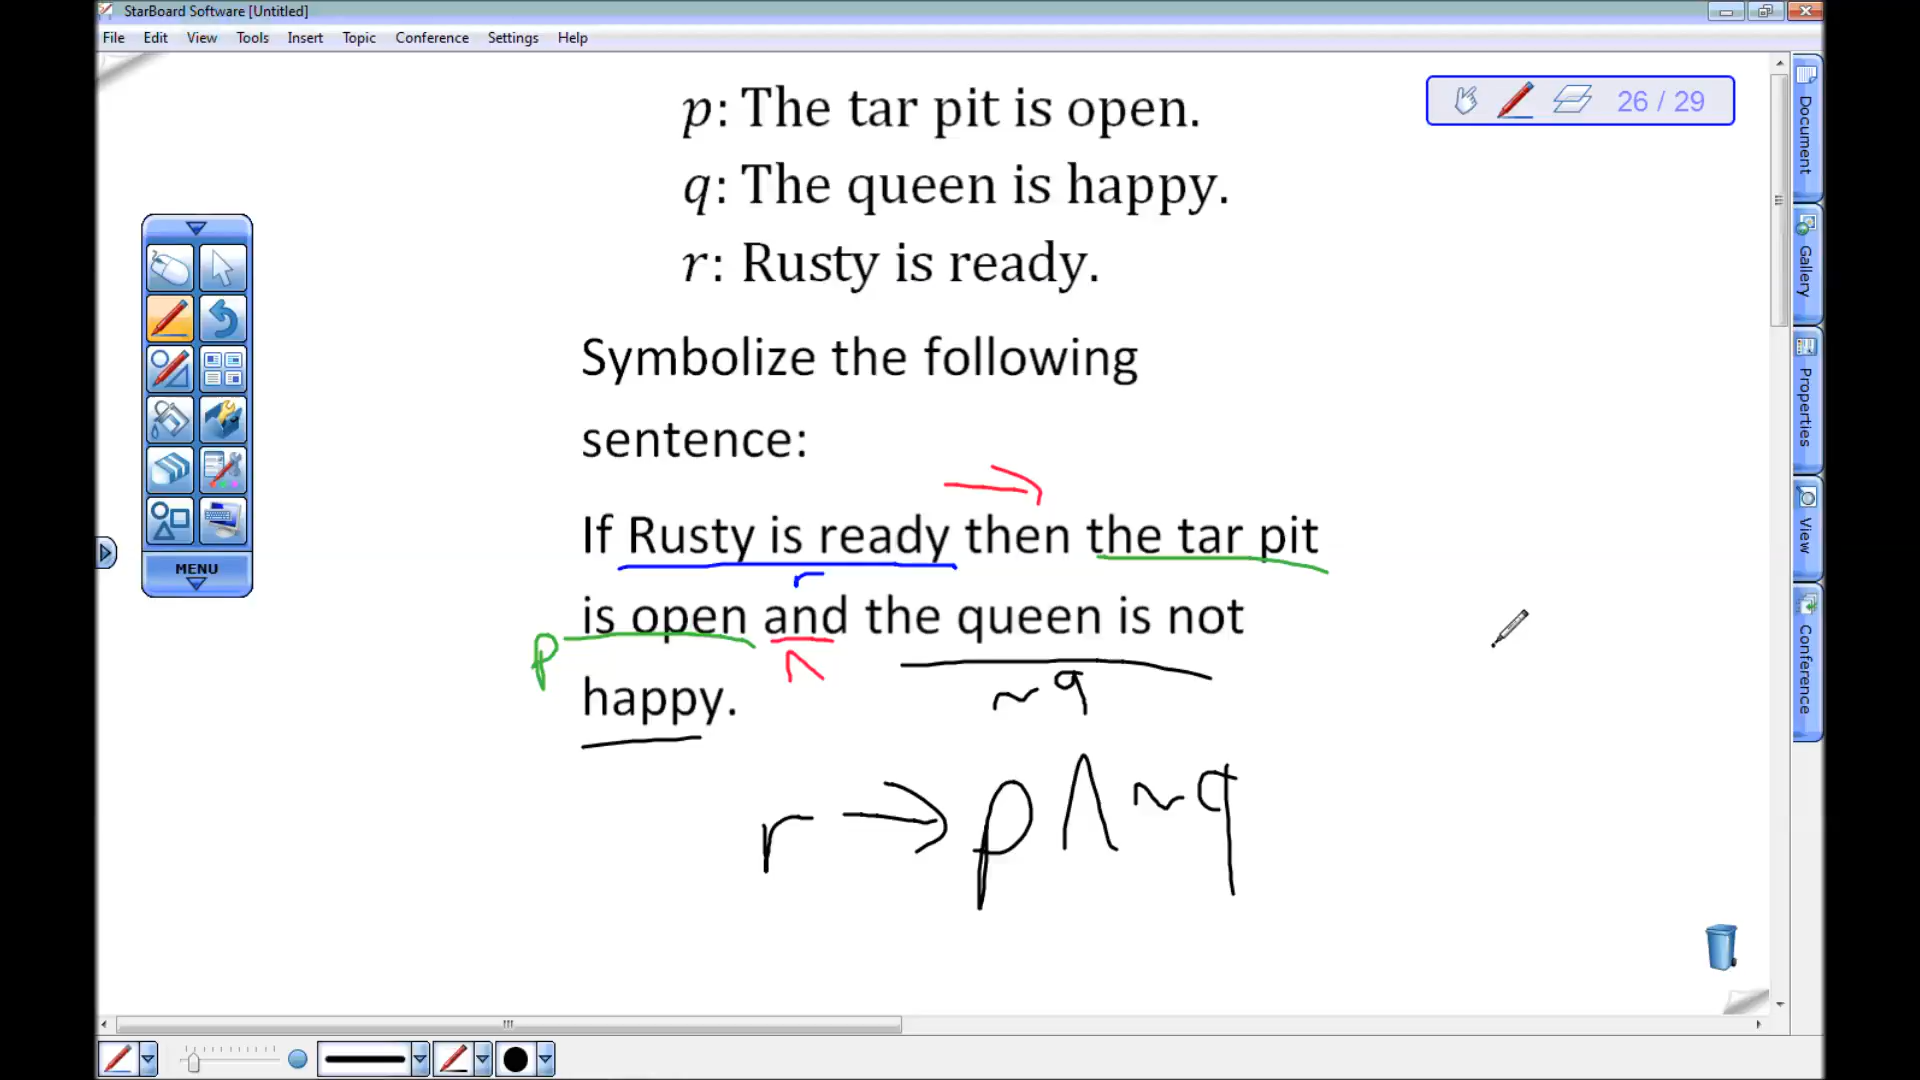 StarBoard Software [Untitled]
File Edit View Tools Insert Topic Conference Settings Help
26 / 29
p: The tar pit is open.
q: The queen is happy.
r: Rusty is ready.
Symbolize the following
sentence:
→
If Rusty is ready then the tar pit
r
is open and the queen is not
p ∧ ~q
happy.
r → p ∧ ~q
MENU
Document
Gallery
Properties
View
Conference